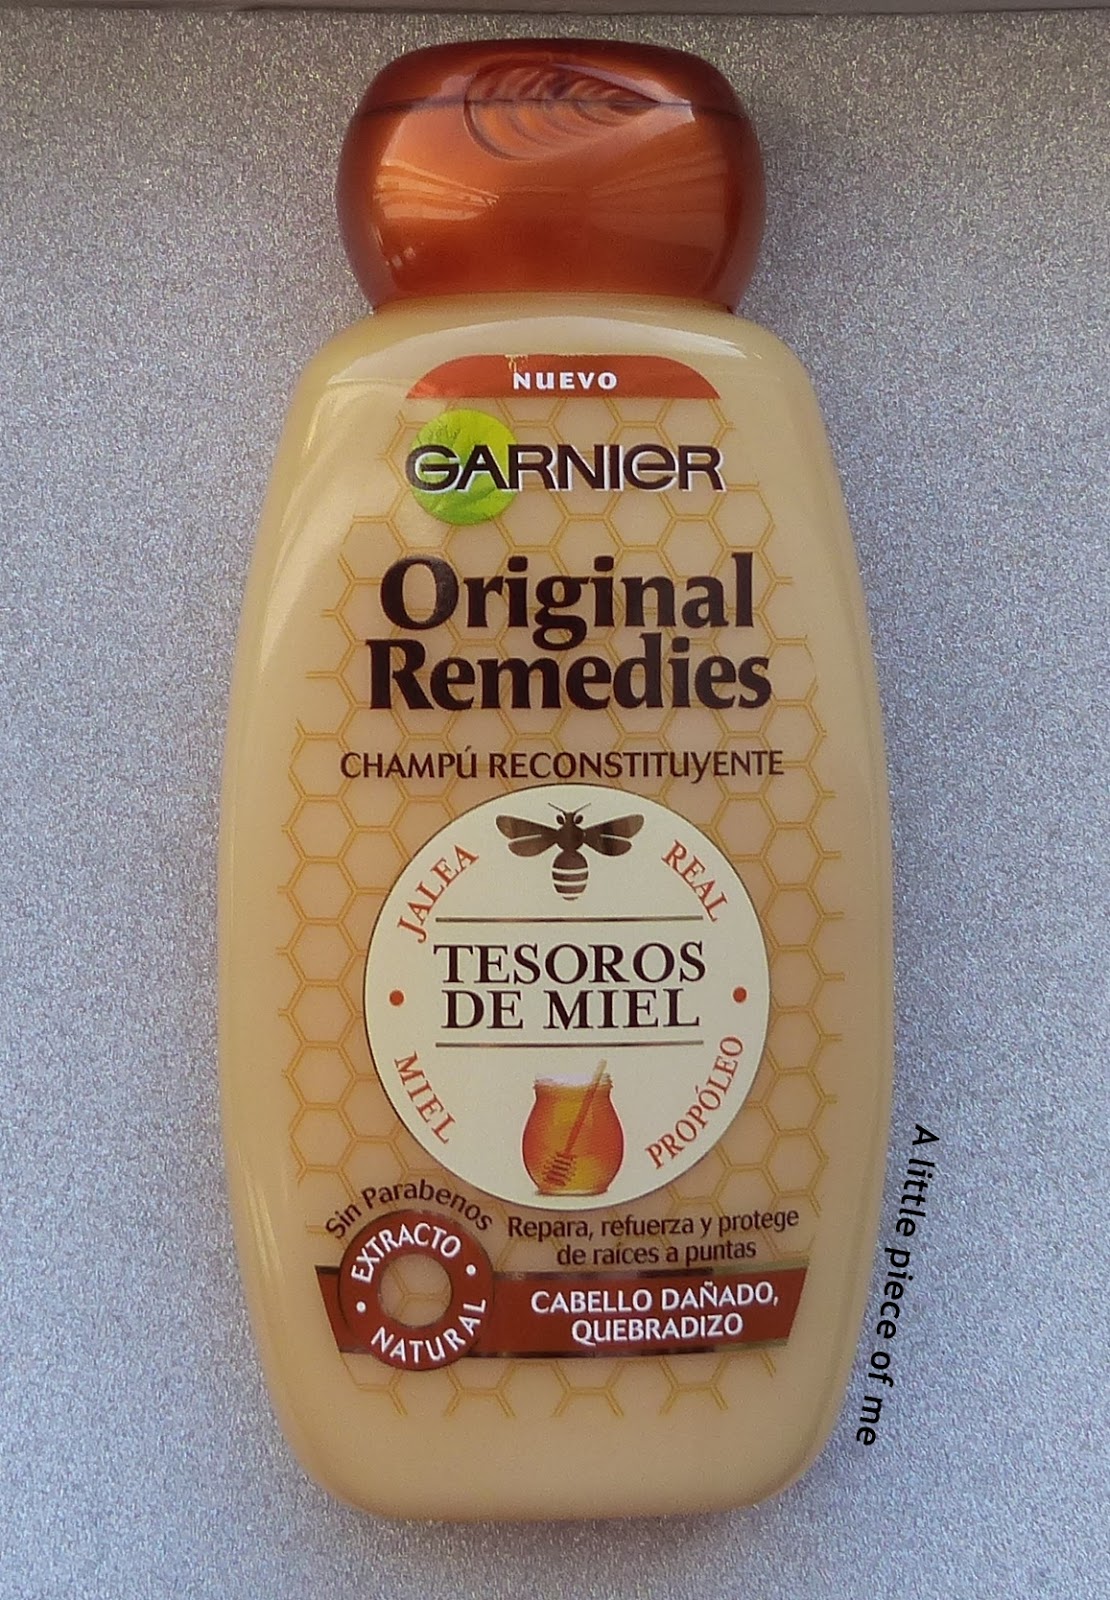 NUEVO
GARNIER
Original
Remedies
CHAMPÚ RECONSTITUYENTE
JALEA REAL
TESOROS
DE MIEL
MIEL PROPÓLEO
Sin Parabenos
EXTRACTO
NATURAL
Repara, refuerza y protege
de raíces a puntas
CABELLO DAÑADO,
QUEBRADIZO
A little piece of me